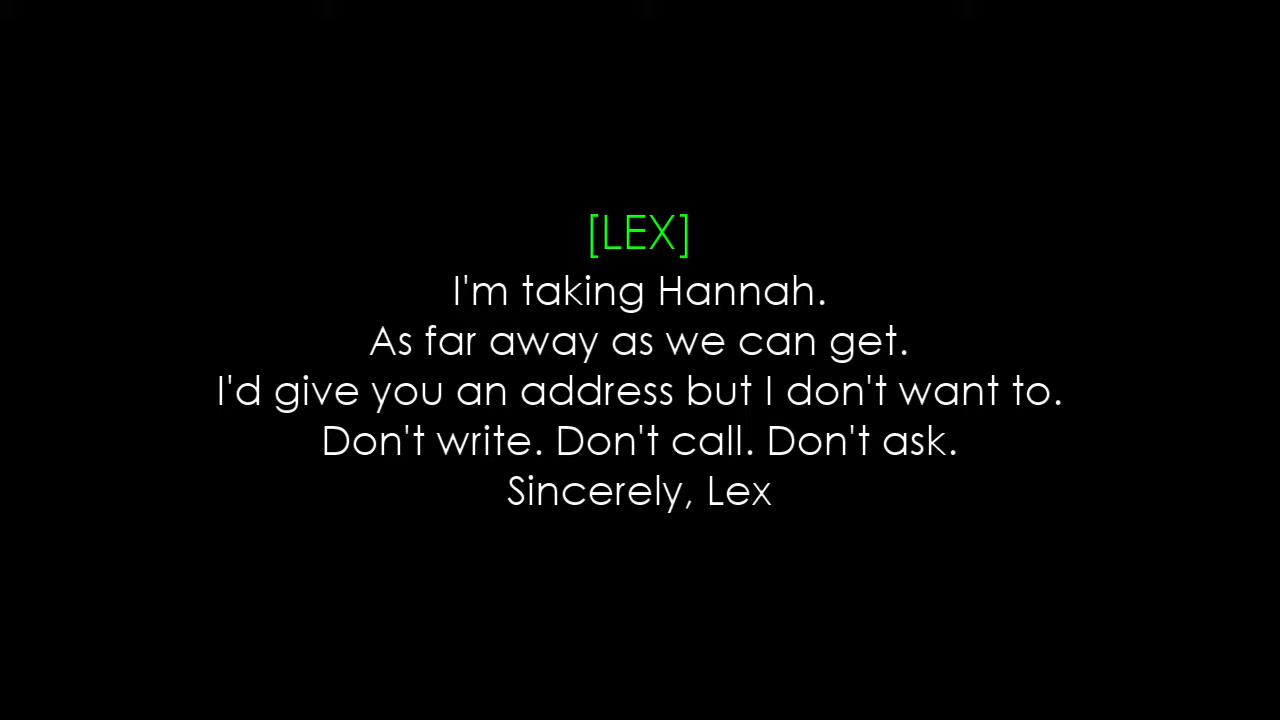 [LEX]
I'm taking Hannah.
As far away as we can get.
I'd give you an address but I don't want to.
Don't write. Don't call. Don't ask.
Sincerely, Lex